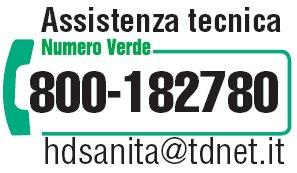 Assistenza tecnica
Numero Verde
800-182780
hdsanita@tdnet.it